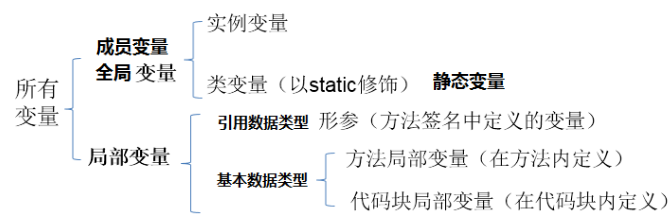 所有
变量
成员变量
全局 变量
实例变量
类变量（以static修饰） 静态变量
局部变量
引用数据类型 形参（方法签名中定义的变量）
基本数据类型
方法局部变量（在方法内定义）
代码块局部变量（在代码块内定义）